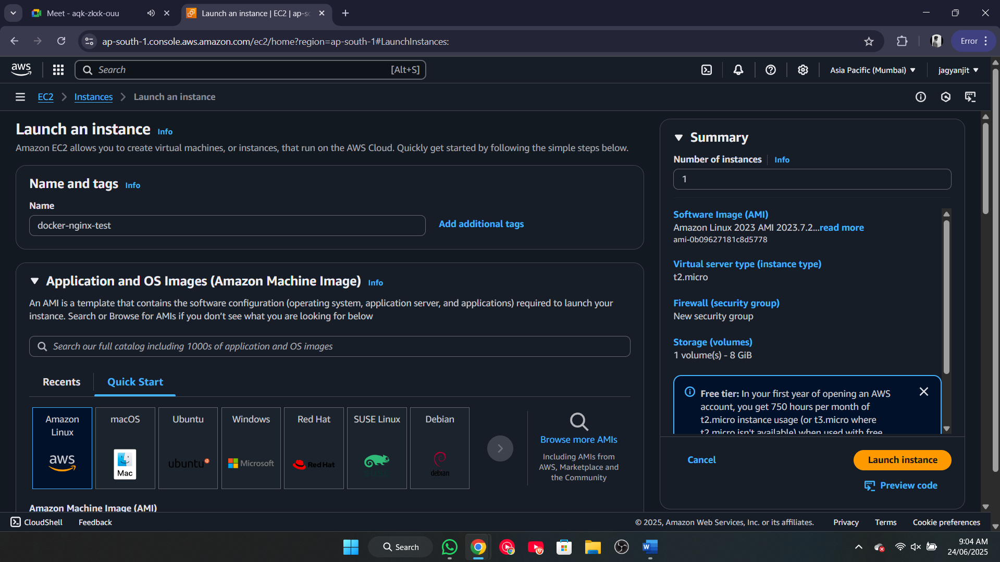 Meet - aqk-zkxk-ouu
Launch an instance | EC2 | ap-so
ap-south-1.console.aws.amazon.com/ec2/home?region=ap-south-1#LaunchInstances:
Error
aws
Search
[Alt+S]
Asia Pacific (Mumbai)
jagyanjit
EC2
Instances
Launch an instance
Launch an instance Info
Amazon EC2 allows you to create virtual machines, or instances, that run on the AWS Cloud. Quickly get started by following the simple steps below.
Name and tags Info
Name
docker-nginx-test
Add additional tags
Application and OS Images (Amazon Machine Image) Info
An AMI is a template that contains the software configuration (operating system, application server, and applications) required to launch your
instance. Search or Browse for AMIs if you don’t see what you are looking for below
Search our full catalog including 1000s of application and OS images
Recents
Quick Start
Amazon
Linux
aws
macOS
Mac
Ubuntu
ubuntu
Windows
Microsoft
Red Hat
Red Hat
SUSE Linux
SUSE
Debian
debian
Browse more AMIs
Including AMIs from
AWS, Marketplace and
the Community
Amazon Machine Image (AMI)
Summary
Number of instances
Info
1
Software Image (AMI)
Amazon Linux 2023 AMI 2023.7.2...read more
ami-0b09627181c8d5778
Virtual server type (instance type)
t2.micro
Firewall (security group)
New security group
Storage (volumes)
1 volume(s) - 8 GiB
Free tier: In your first year of opening an AWS
account, you get 750 hours per month of
t2.micro instance usage (or t3.micro where
t2.micro isn't available) when used with free
Cancel
Launch instance
Preview code
CloudShell
Feedback
© 2025, Amazon Web Services, Inc. or its affiliates.
Privacy
Terms
Cookie preferences
Search
9:04 AM
24/06/2025